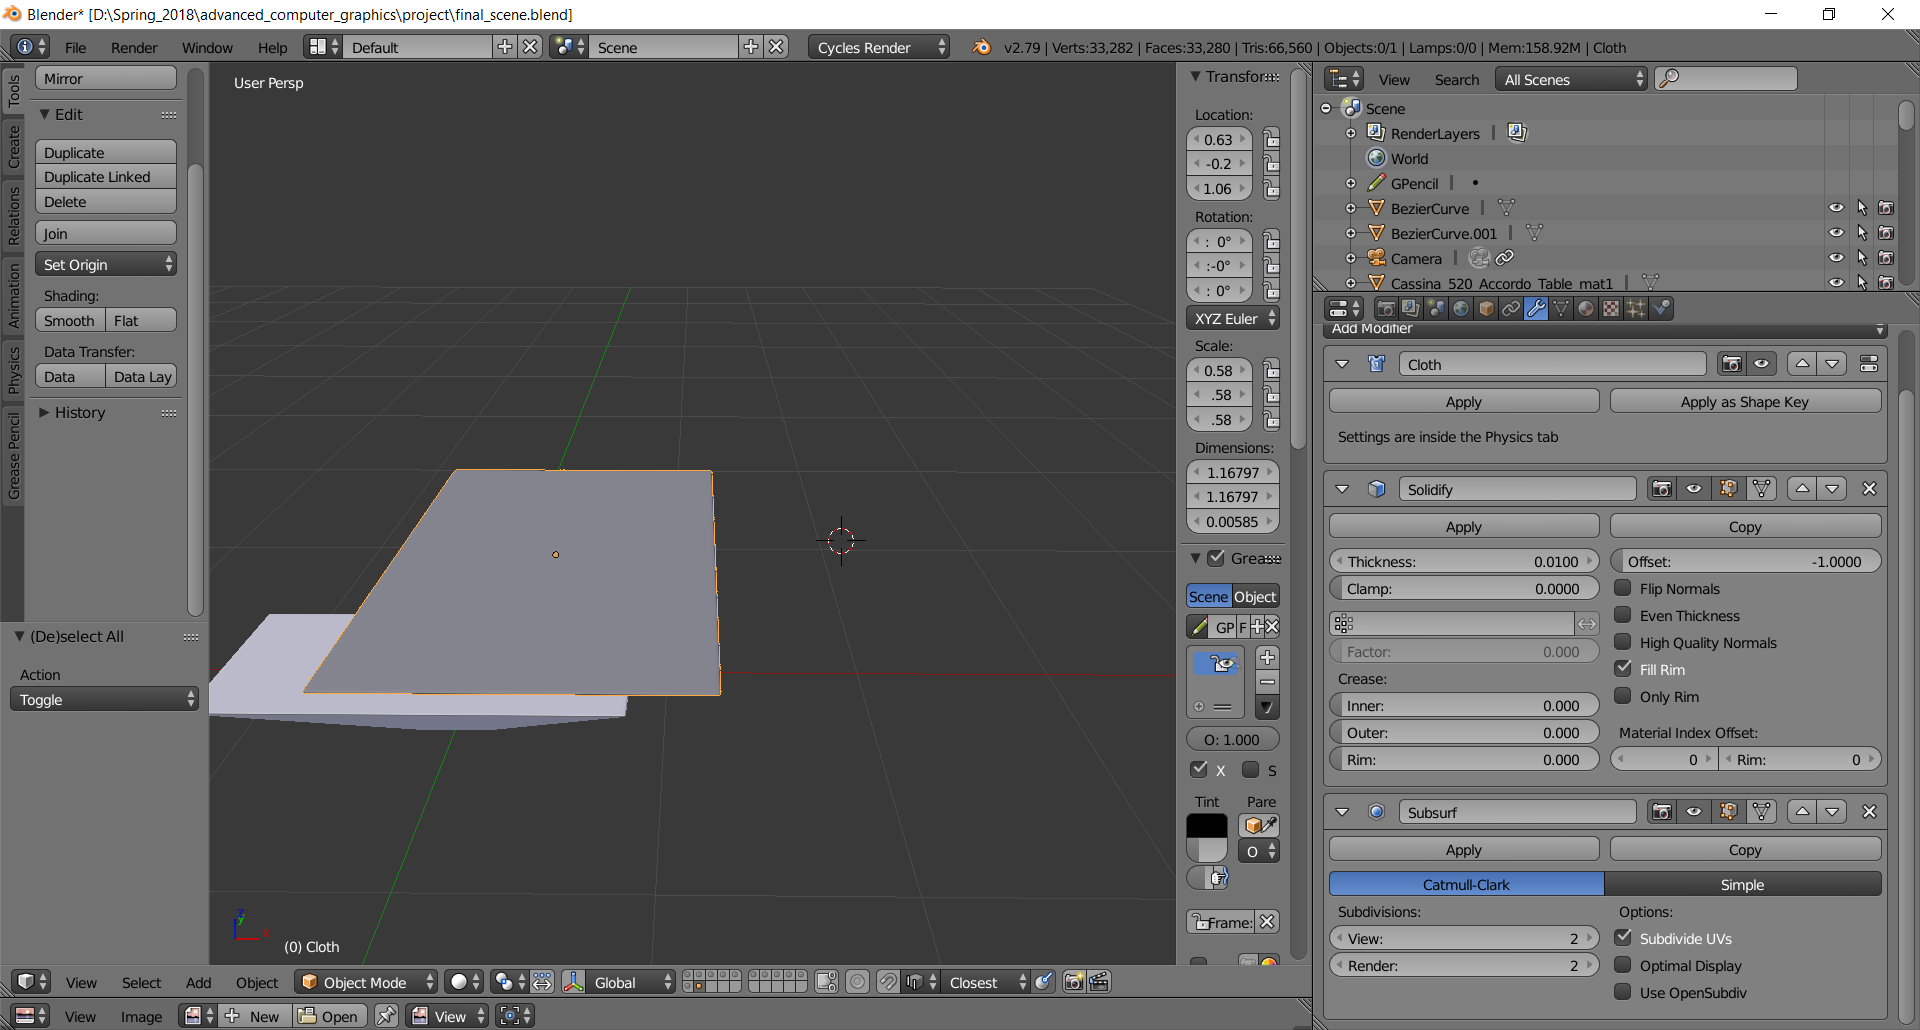 Blender* [D:\Spring_2018\advanced_computer_graphics\project\final_scene.blend]
File Render Window Help Default Scene Cycles Render v2.79 | Verts:33,282 | Faces:33,280 | Tris:66,560 | Objects:0/1 | Lamps:0/0 | Mem:158.92M | Cloth
Tools
Create
Relations
Animation
Physics
Grease Pencil
Mirror
Edit
Duplicate
Duplicate Linked
Delete
Join
Set Origin
Shading:
Smooth Flat
Data Transfer:
Data Data Lay
History
(De)select All
Action
Toggle
User Persp
z
y
x
(0) Cloth
Transform
Location:
0.63
-0.2
1.06
Rotation:
: 0°
:-0°
: 0°
XYZ Euler
Scale:
0.58
.58
.58
Dimensions:
1.16797
1.16797
0.00585
Grease
Scene Object
GP F
O: 1.000
X S
Tint Pare
O
Frame:
View Search All Scenes
Scene
RenderLayers
World
GPencil
BezierCurve
BezierCurve.001
Camera
Cassina_520_Accordo_Table_mat1
Add Modifier
Cloth
Apply Apply as Shape Key
Settings are inside the Physics tab
Solidify
Apply Copy
Thickness: 0.0100 Offset: -1.0000
Clamp: 0.0000 Flip Normals
Even Thickness
High Quality Normals
Factor: 0.000
Fill Rim
Crease:
Only Rim
Inner: 0.000
Outer: 0.000 Material Index Offset:
Rim: 0.000 0 Rim: 0
Subsurf
Apply Copy
Catmull-Clark Simple
Subdivisions: Options:
View: 2 Subdivide UVs
Render: 2 Optimal Display
Use OpenSubdiv
View Select Add Object Object Mode Global Closest
View Image New Open View